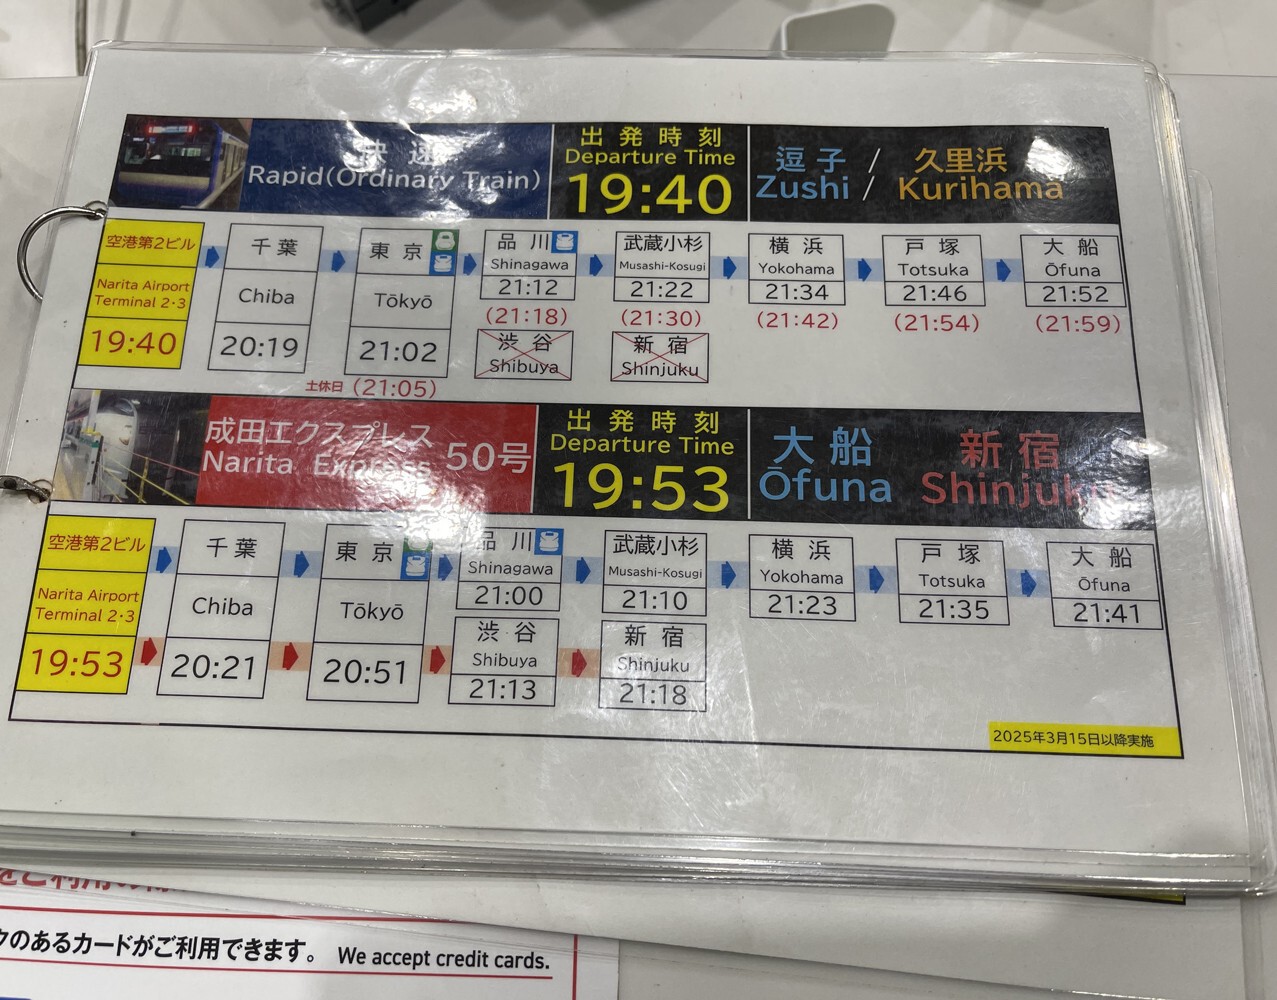 快速
Rapid(Ordinary Train)
出発時刻
Departure Time
19:40
逗子 / 久里浜
Zushi / Kurihama
空港第2ビル
Narita Airport
Terminal 2・3
19:40
千葉
Chiba
20:19
東京
Tōkyō
21:02
土休日 (21:05)
品川
Shinagawa
21:12
(21:18)
渋谷
Shibuya
武蔵小杉
Musashi-Kosugi
21:22
(21:30)
新宿
Shinjuku
横浜
Yokohama
21:34
(21:42)
戸塚
Totsuka
21:46
(21:54)
大船
Ōfuna
21:52
(21:59)
成田エクスプレス
Narita Express 50号
出発時刻
Departure Time
19:53
大船 新宿
Ōfuna Shinjuku
空港第2ビル
Narita Airport
Terminal 2・3
19:53
千葉
Chiba
20:21
東京
Tōkyō
20:51
品川
Shinagawa
21:00
渋谷
Shibuya
21:13
武蔵小杉
Musashi-Kosugi
21:10
新宿
Shinjuku
21:18
横浜
Yokohama
21:23
戸塚
Totsuka
21:35
大船
Ōfuna
21:41
2025年3月15日以降実施
のあるカードがご利用できます。 We accept credit cards.